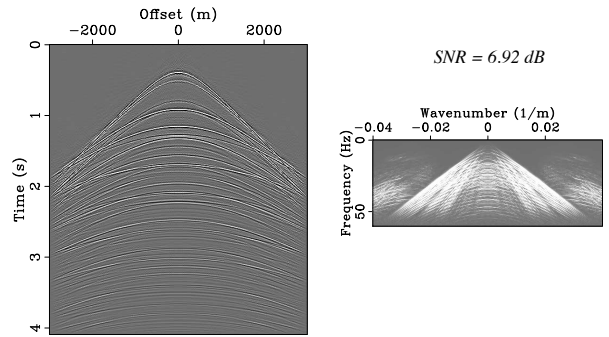 Offset (m)
−2000 0 2000
0
1
2
3
4
Time (s)
SNR = 6.92 dB
Wavenumber (1/m)
−0.04 −0.02 0 0.02
0
50
Frequency (Hz)